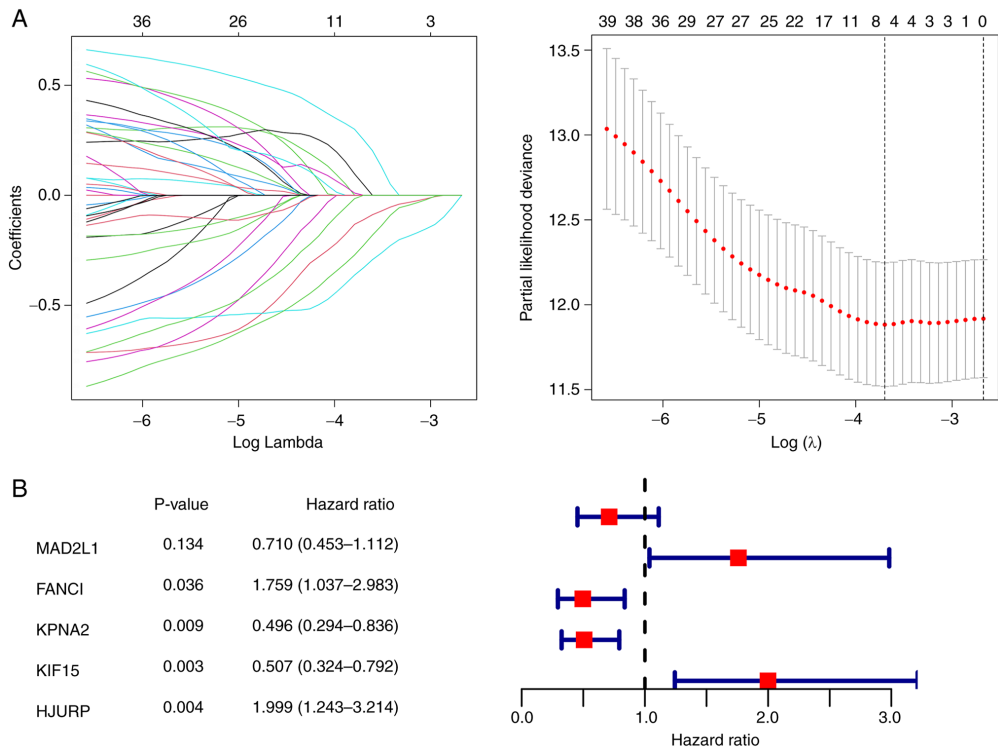 A
36 26 11 3
0.5
0.0
−0.5
Coefficients
−6 −5 −4 −3
Log Lambda
39 38 36 29 27 27 25 22 17 11 8 4 4 3 3 1 0
13.5
13.0
12.5
12.0
11.5
Partial likelihood deviance
−6 −5 −4 −3
Log (λ)
B
P-value Hazard ratio
MAD2L1 0.134 0.710 (0.453–1.112)
FANCI 0.036 1.759 (1.037–2.983)
KPNA2 0.009 0.496 (0.294–0.836)
KIF15 0.003 0.507 (0.324–0.792)
HJURP 0.004 1.999 (1.243–3.214)
0.0 1.0 2.0 3.0
Hazard ratio